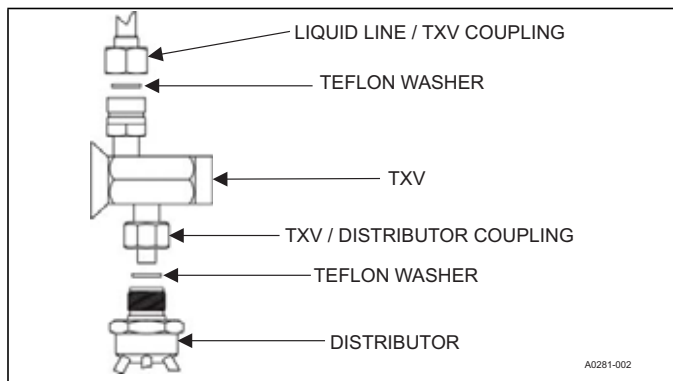 LIQUID LINE / TXV COUPLING
TEFLON WASHER
TXV
TXV / DISTRIBUTOR COUPLING
TEFLON WASHER
DISTRIBUTOR
A0281-002